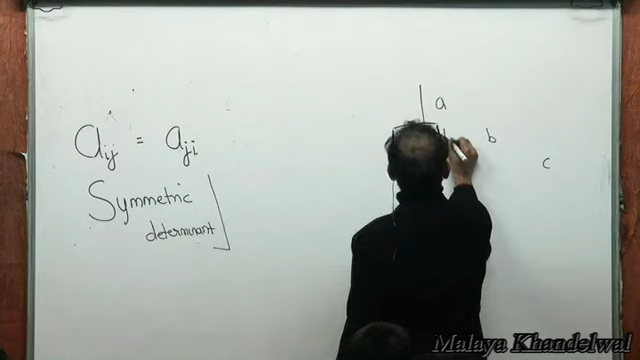 aij = aji
Symmetric
determinant
a
b
c
Malaya Khandelwal